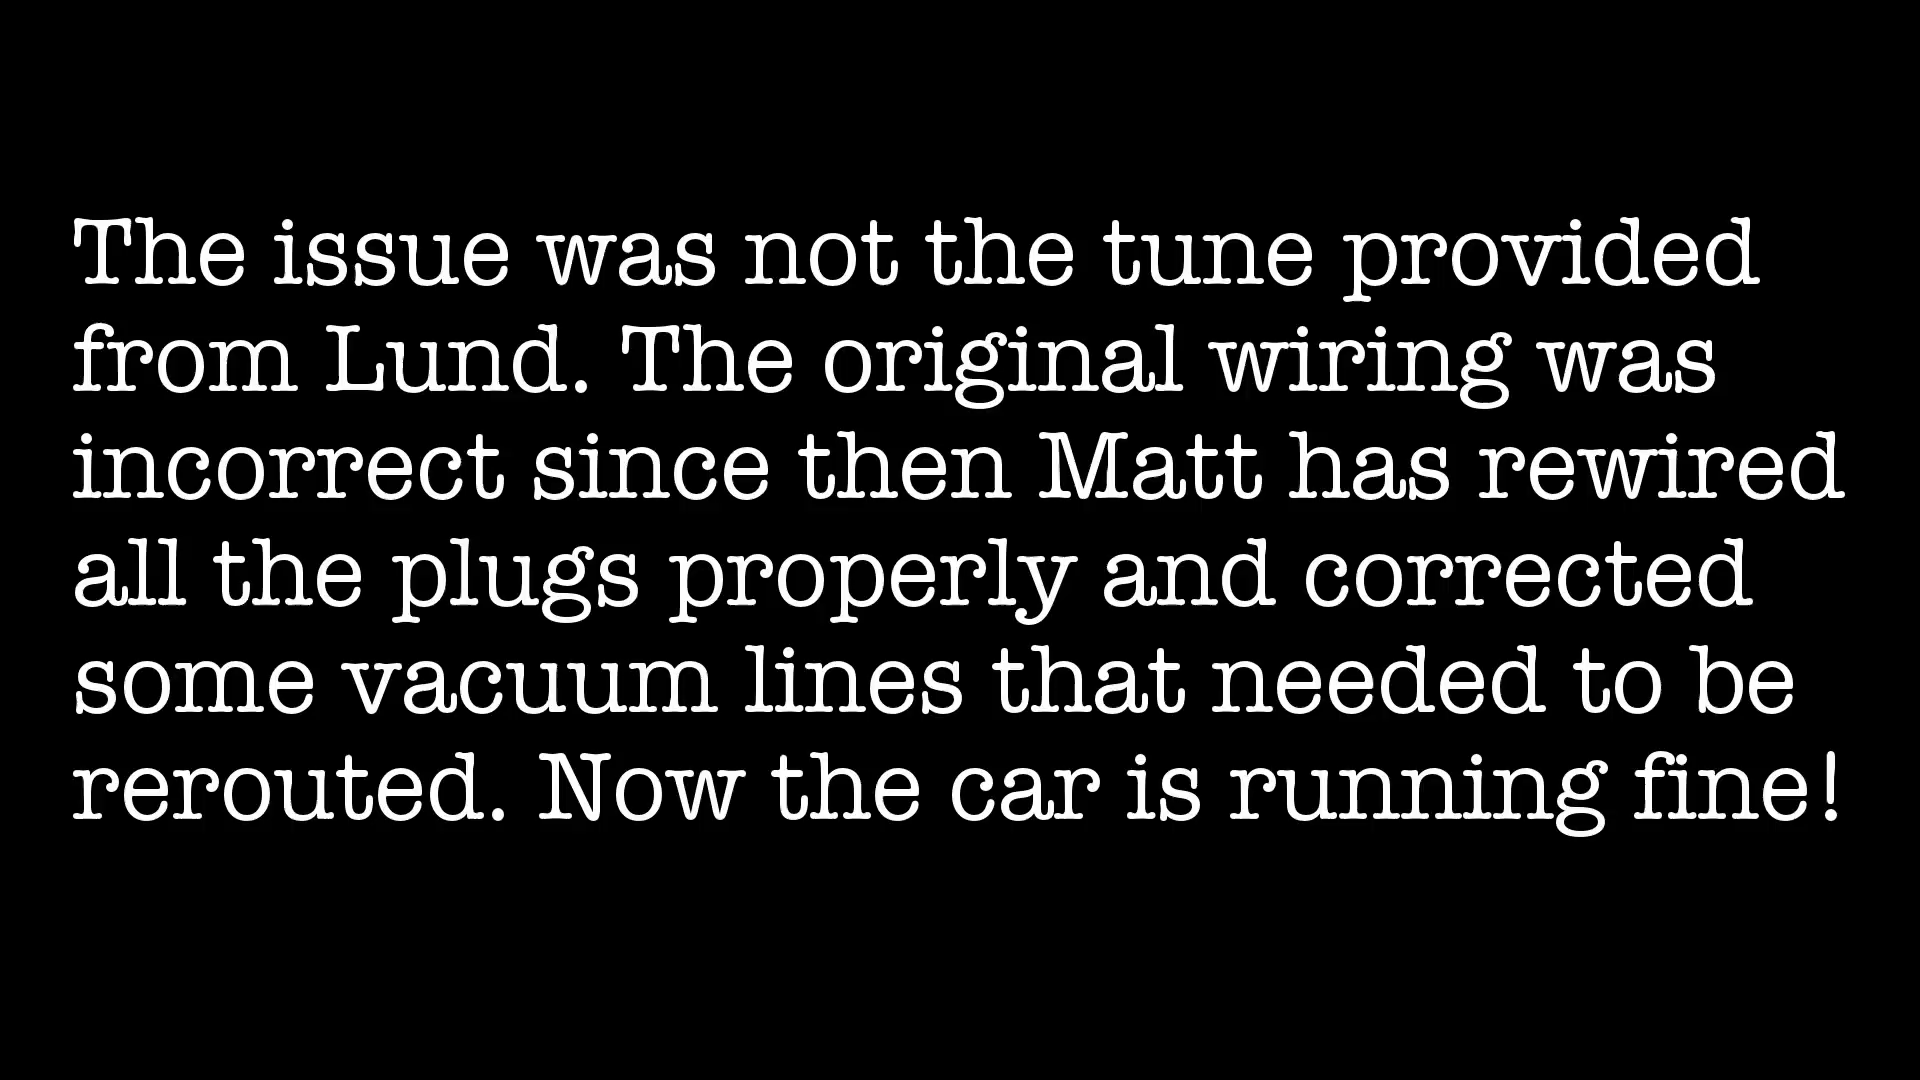 The issue was not the tune provided
from Lund. The original wiring was
incorrect since then Matt has rewired
all the plugs properly and corrected
some vacuum lines that needed to be
rerouted. Now the car is running fine!